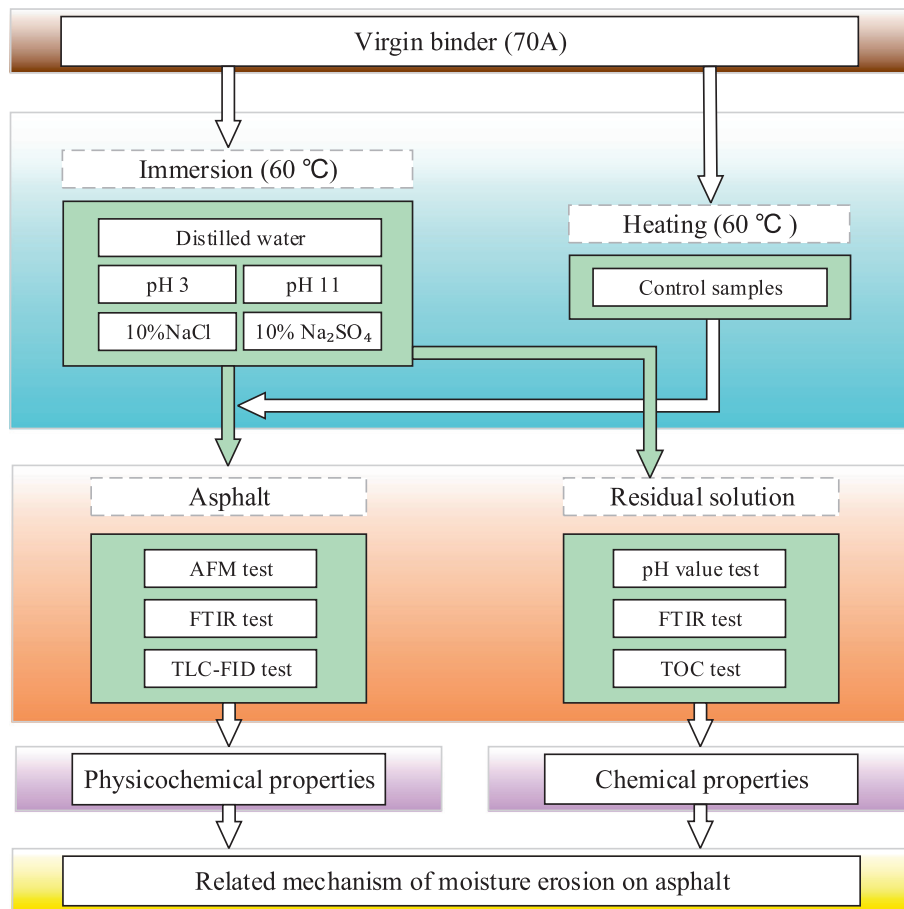 Virgin binder (70A)
Immersion (60 ℃)
Distilled water
pH 3
pH 11
10%NaCl
10% Na₂SO₄
Heating (60 ℃ )
Control samples
Asphalt
AFM test
FTIR test
TLC-FID test
Residual solution
pH value test
FTIR test
TOC test
Physicochemical properties
Chemical properties
Related mechanism of moisture erosion on asphalt